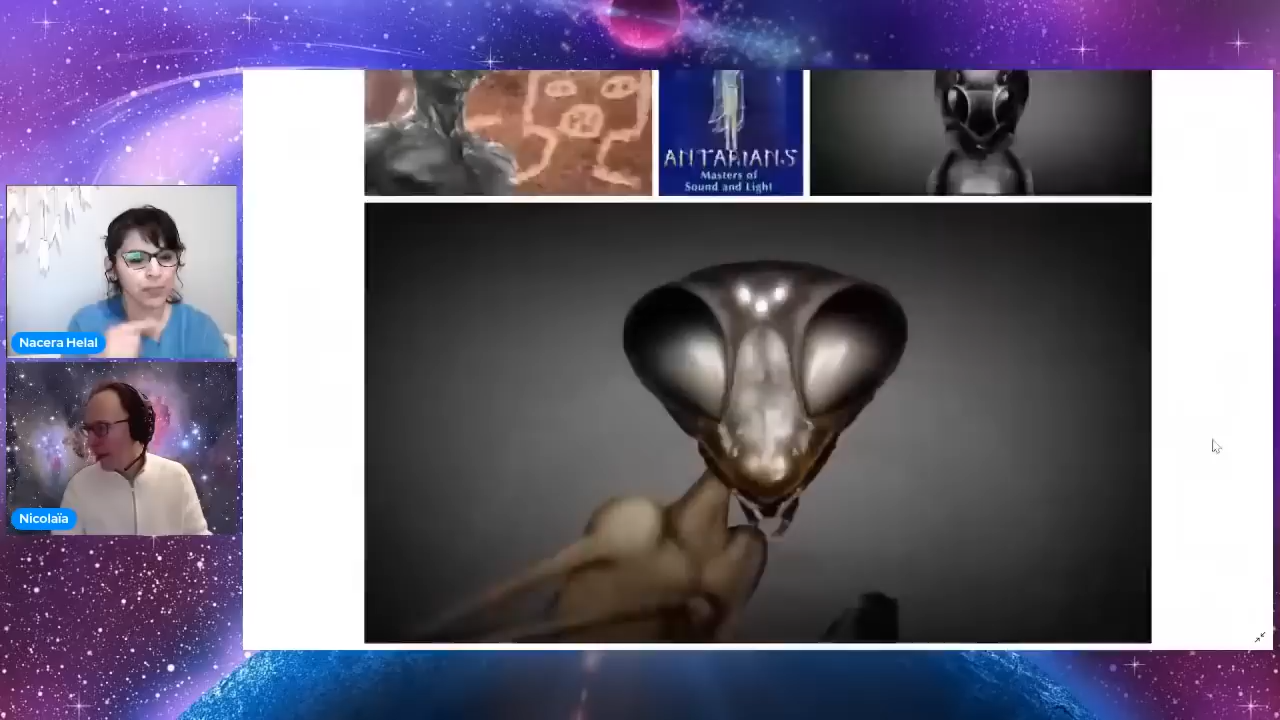 ANTARIANS
Masters of
Sound and Light
Nacera Helal
Nicolaïa